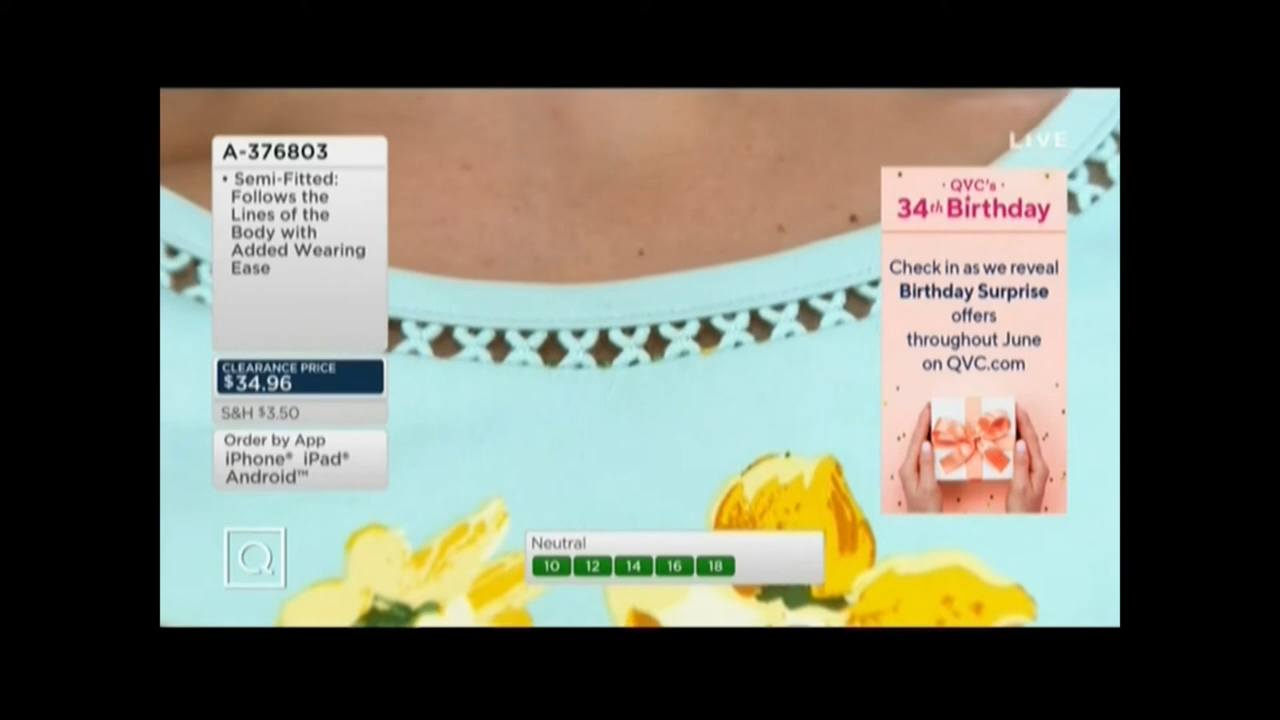 LIVE
A-376803
• Semi-Fitted:
Follows the
Lines of the
Body with
Added Wearing
Ease
CLEARANCE PRICE
$34.96
S&H $3.50
Order by App
iPhone® iPad®
Android™
Q
· QVC's ·
34th Birthday
Check in as we reveal
Birthday Surprise
offers
throughout June
on QVC.com
Neutral
10 12 14 16 18